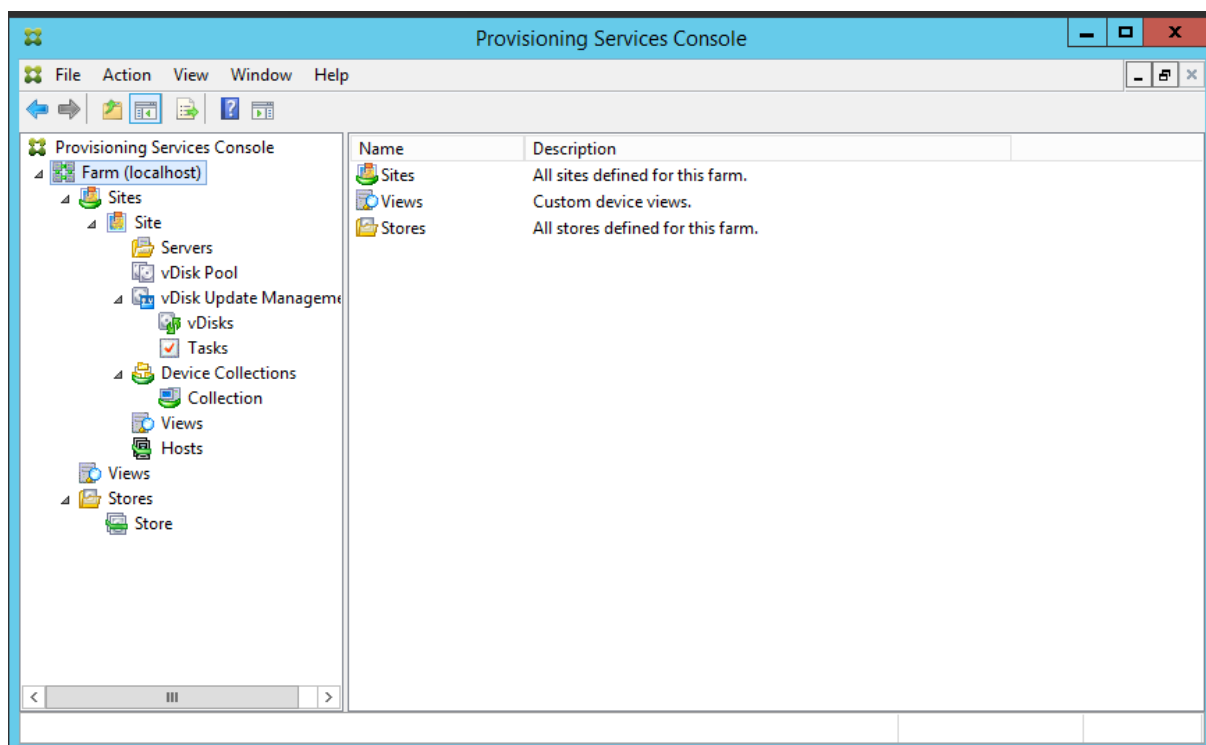 Provisioning Services Console
File Action View Window Help
Provisioning Services Console
Farm (localhost)
Sites
Site
Servers
vDisk Pool
vDisk Update Manageme
vDisks
Tasks
Device Collections
Collection
Views
Hosts
Views
Stores
Store
Name Description
Sites All sites defined for this farm.
Views Custom device views.
Stores All stores defined for this farm.